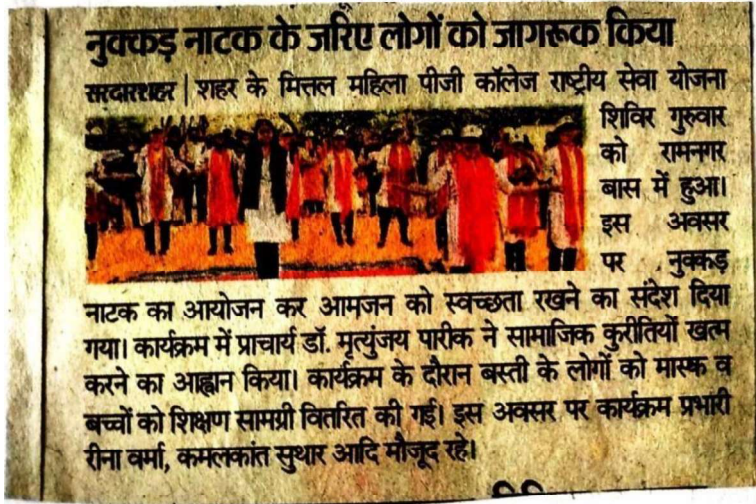 नुक्कड़ नाटक के जरिए लोगों को जागरूक किया
सरदारशहर | शहर के मित्तल महिला पीजी कॉलेज राष्ट्रीय सेवा योजना
शिविर गुरुवार
को रामनगर
बास में हुआ।
इस अवसर
पर नुक्कड़
नाटक का आयोजन कर आमजन को स्वच्छता रखने का संदेश दिया
गया। कार्यक्रम में प्राचार्य डॉ. मृत्युंजय पारीक ने सामाजिक कुरीतियों खत्म
करने का आह्वान किया। कार्यक्रम के दौरान बस्ती के लोगों को मास्क व
बच्चों को शिक्षण सामग्री वितरित की गई। इस अवसर पर कार्यक्रम प्रभारी
रीना वर्मा, कमलकांत सुथार आदि मौजूद रहे।